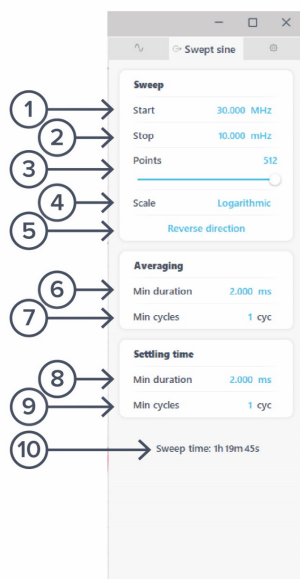 Swept sine
Sweep
1 Start 30.000 MHz
2 Stop 10.000 mHz
3 Points 512
4 Scale Logarithmic
5 Reverse direction
Averaging
6 Min duration 2.000 ms
7 Min cycles 1 cyc
Settling time
8 Min duration 2.000 ms
9 Min cycles 1 cyc
10 Sweep time: 1h 19m 45s